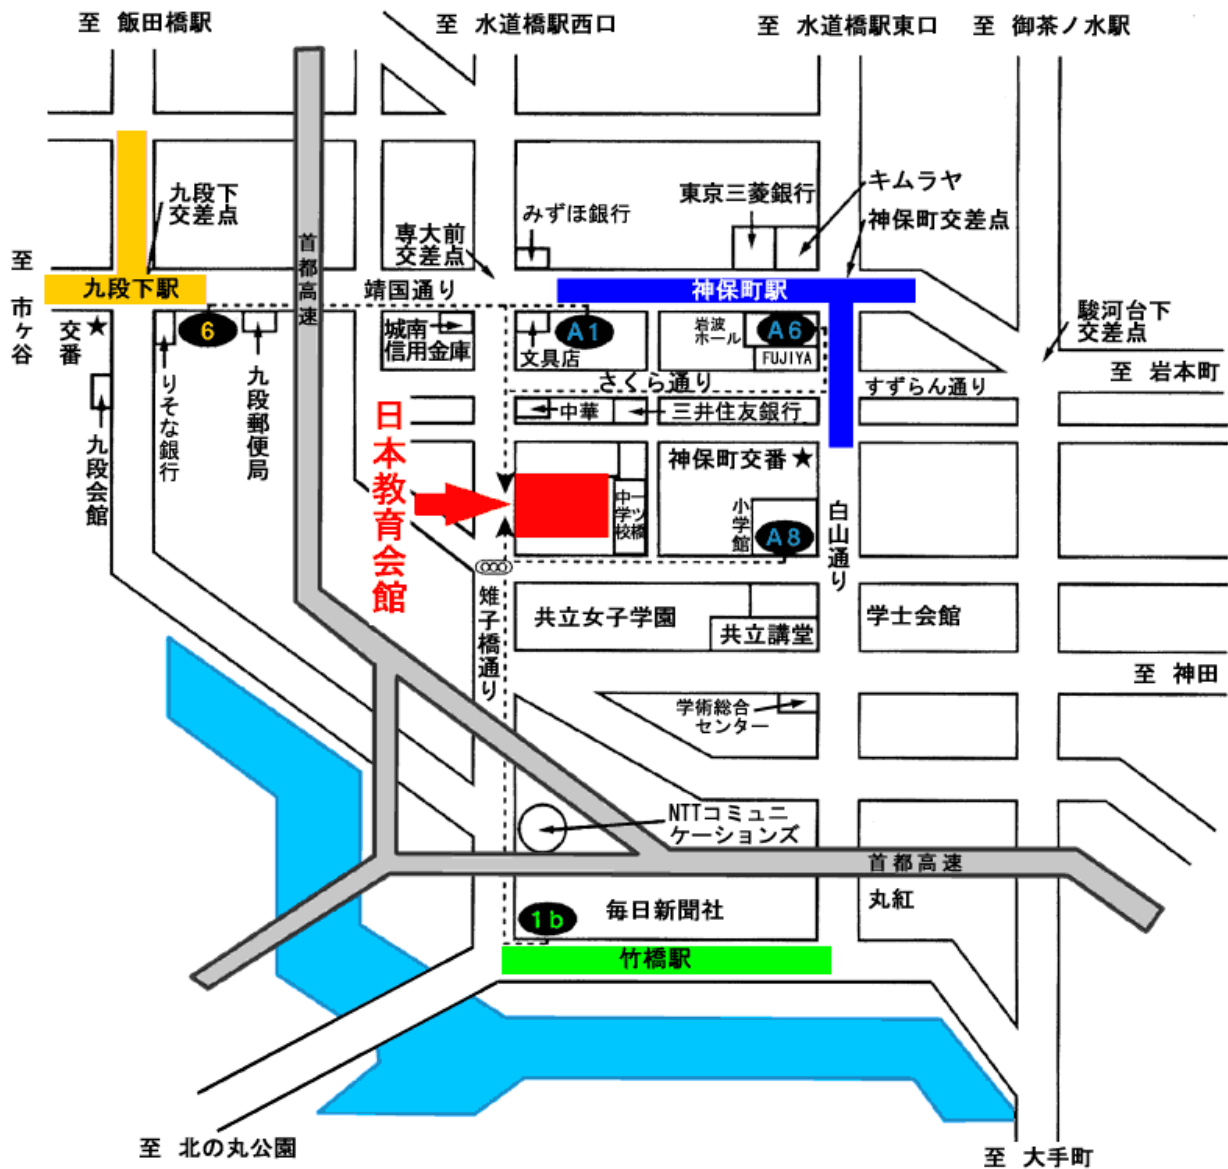 至 飯田橋駅
至 水道橋駅西口
至 水道橋駅東口
至 御茶ノ水駅
九段下
交差点
首都高速
専大前
交差点
みずほ銀行
東京三菱銀行
キムラヤ
神保町交差点
至 市ヶ谷
九段下駅
靖国通り
神保町駅
駿河台下
交差点
交番★
6
城南
信用金庫
文具店
A1
岩波
ホール
A6
FUJIYA
至 岩本町
りそな銀行
九段郵便局
九段会館
さくら通り
すずらん通り
中華
三井住友銀行
日本教育会館
神保町交番★
一ツ橋
中学校
小学館
A8
白山通り
雉子橋通り
共立女子学園
共立講堂
学士会館
至 神田
学術総合
センター
NTTコミュニ
ケーションズ
首都高速
丸紅
1b
毎日新聞社
竹橋駅
至 北の丸公園
至 大手町